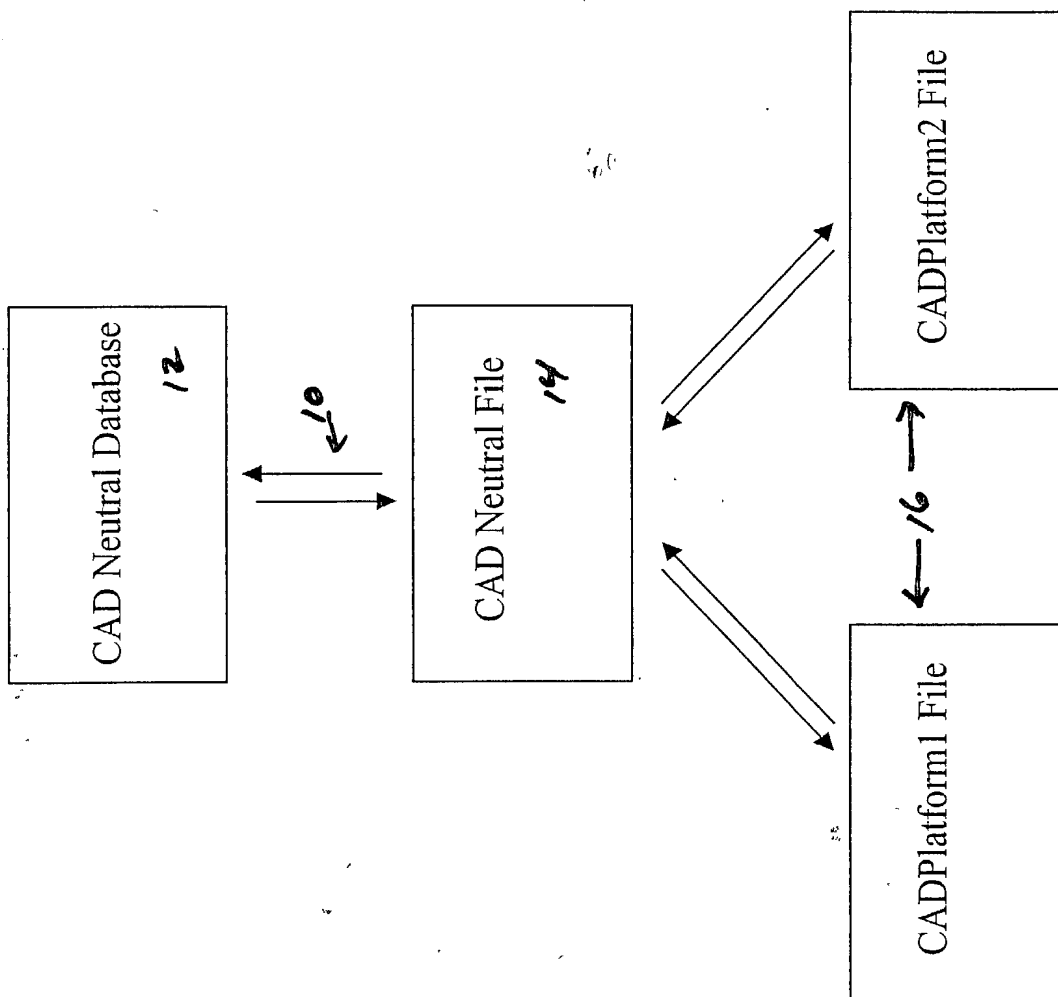 CAD Neutral Database
12
10
CAD Neutral File
14
CADPlatform1 File
16
CADPlatform2 File